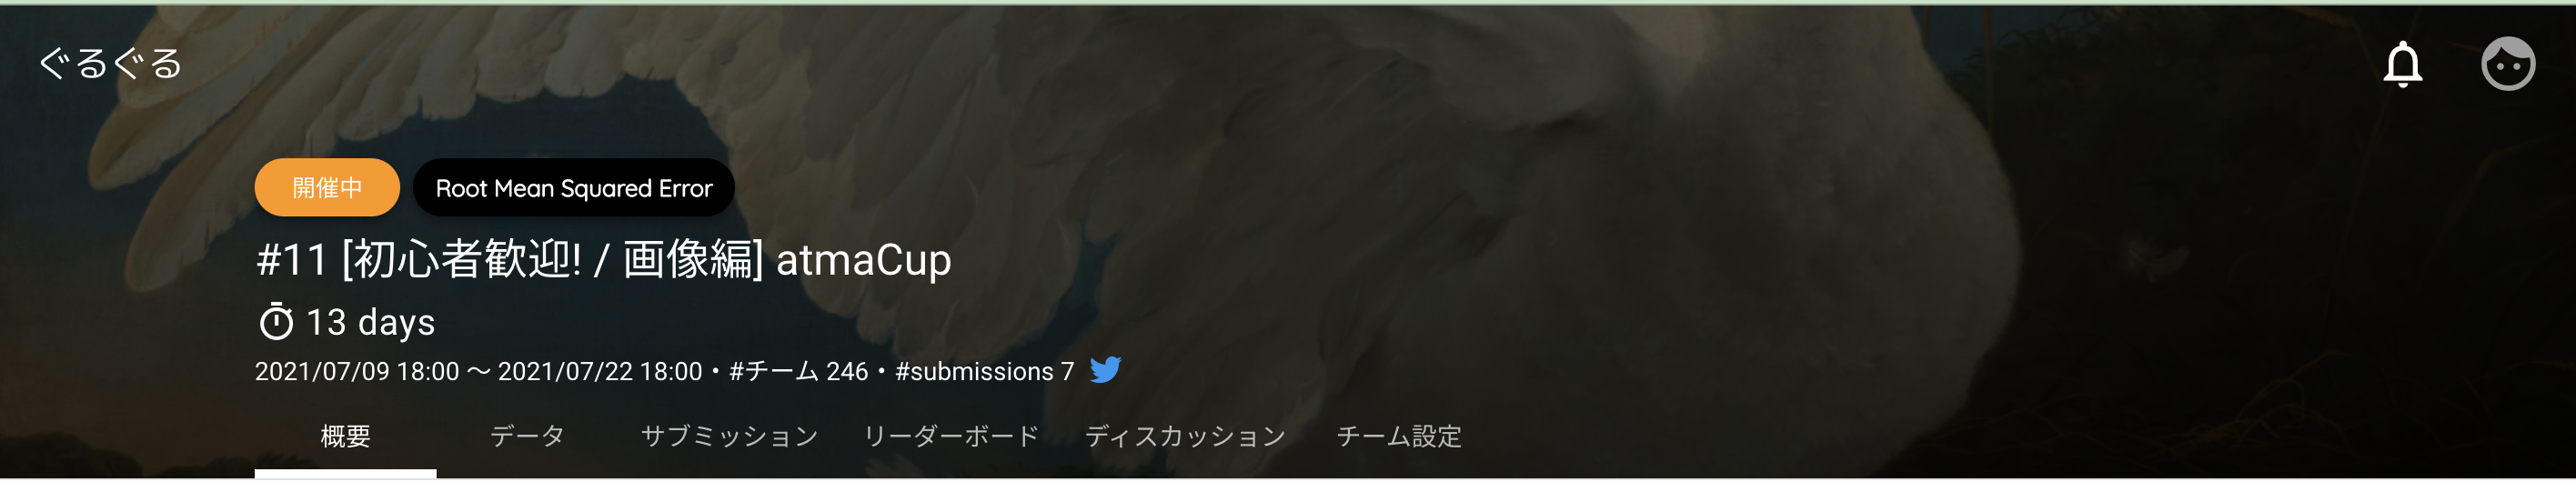 ぐるぐる
開催中 Root Mean Squared Error
#11 [初心者歓迎! / 画像編] atmaCup
13 days
2021/07/09 18:00 〜 2021/07/22 18:00・#チーム 246・#submissions 7
概要 データ サブミッション リーダーボード ディスカッション チーム設定